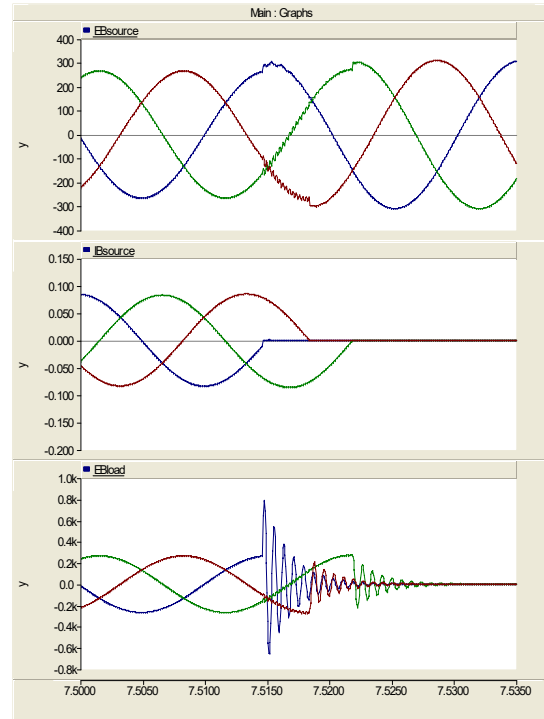 Main : Graphs
EBsource
400
300
200
100
0
-100
-200
-300
-400
y
IBsource
0.150
0.100
0.050
0.000
-0.050
-0.100
-0.150
-0.200
y
EBload
1.0k
0.8k
0.6k
0.4k
0.2k
0.0
-0.2k
-0.4k
-0.6k
-0.8k
y
7.5000 7.5050 7.5100 7.5150 7.5200 7.5250 7.5300 7.5350